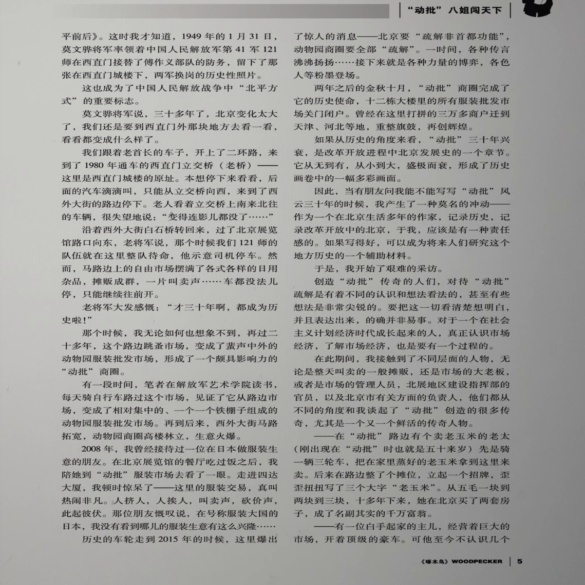 “动批”八姐闯天下
平前后》。这时我才知道，1949 年的 1 月 31 日，
莫文骅将军率领着中国人民解放军第 41 军 121
师在西直门接替了傅作义部队的防务，留下了那
张在西直门城楼下，两军换岗的历史性照片。
这也成为了中国人民解放战争中“北平方
式”的重要标志。
莫文骅将军说，三十多年了，北京变化太大
了，我们还是要到西直门外那块地方去看一看，
看看都变成什么样了。
我们跟着老首长的车子，开上了二环路，来
到了 1980 年通车的西直门立交桥（老桥）——
这里是西直门城楼的原址。本想停下来看看，后
面的汽车滴滴叫，只能从立交桥向西，来到了西
外大街的路边停下。老人看着立交桥上南来北往
的车辆，很失望地说：“变得连影儿都没了……”
沿着西外大街白石桥转回来，过了北京展览
馆路口向东，老将军说，那个时候我们 121 师的
队伍就在这里整队待命，他示意司机停车。然
而，马路边上的自由市场摆满了各式各样的日用
杂品，摊贩成群，一片叫卖声……车都没法儿
停，只能继续往前开。
老将军大发感慨：“才三十年啊，都成为历
史啦！”
那个时候，我无论如何也想象不到，再过二
十多年，这个路边跳蚤市场，变成了蜚声中外的
动物园服装批发市场，形成了一个颇具影响力的
“动批”商圈。
有一段时间，笔者在解放军艺术学院读书，
每天骑自行车路过这个市场，见证了它从路边市
场，变成了相对集中的、一个一个铁棚子组成的
动物园服装批发市场。再到后来，西外大街马路
拓宽，动物园商圈高楼林立，生意火爆。
2008 年，我曾经接待过一位在日本做服装生
意的朋友。在北京展览馆的餐厅吃过饭之后，我
陪她到“动批”服装市场去看了一眼。走进四达
大厦，我顿时惊呆了——这里的服装交易，真叫
热闹非凡。人挤人，人挨人，叫卖声，砍价声，
此起彼伏。那位朋友慨叹说，在号称服装大国的
日本，我没有看到哪儿的服装生意有这么兴隆……
历史的车轮走到 2015 年的时候，这里爆出
了惊人的消息——北京要“疏解非首都功能”，
动物园商圈要全部“疏解”。一时间，各种传言
沸沸扬扬……接下来就是各种力量的博弈，各色
人等粉墨登场。
两年之后的金秋十月，“动批”商圈完成了
它的历史使命，十二栋大楼里的所有服装批发市
场关门闭户。曾经在这里打拼的三万多商户迁到
天津、河北等地，重整旗鼓，再创辉煌。
如果从历史的角度来看，“动批”三十年兴
衰，是改革开放进程中北京发展史的一个章节。
它从无到有，从小到大，盛极而衰，形成了历史
画卷中的一幅多彩画面。
因此，当有朋友问我能不能写写“动批”风
云三十年的时候，我产生了一种莫名的冲动——
作为一个在北京生活多年的作家，记录历史，记
录改革开放中的北京，于我，应该是有一种责任
感的。如果写得好，可以成为将来人们研究这个
地方历史的一个辅助材料。
于是，我开始了艰难的采访。
创造“动批”传奇的人们，对待“动批”
疏解是有着不同的认识和想法看法的，甚至有些
想法是非常尖锐的。要把这一切看清楚想明白，
并且表达出来，的确并非易事。对于一个在社会
主义计划经济时代成长起来的人，真正认识市场
经济，了解市场经济，也是要有一个过程的。
在此期间，我接触到了不同层面的人物，无
论是整天叫卖的一般摊贩，还是市场的大老板，
或者是市场的管理人员，北展地区建设指挥部的
官员，以及北京市有关方面的负责人，他们都从
不同的角度和我谈起了“动批”创造的很多传
奇，尤其是一个又一个鲜活的传奇人物。
——在“动批”路边有个卖老玉米的老太
（刚出现在“动批”时也就是五十来岁）先是骑
一辆三轮车，把在家里蒸好的老玉米拿到这里来
卖。后来在路边整了个摊位，立起一个招牌，歪
歪扭扭写了三个大字“老玉米”。从五毛一块到
两块到三块，十多年下来，她在北京买了两套房
子，成了名副其实的千万富翁。
——有一位白手起家的主儿，经营着巨大的
市场，开着顶级的豪车。可他至今不认识几个
《啄木鸟》WOODPECKER 5